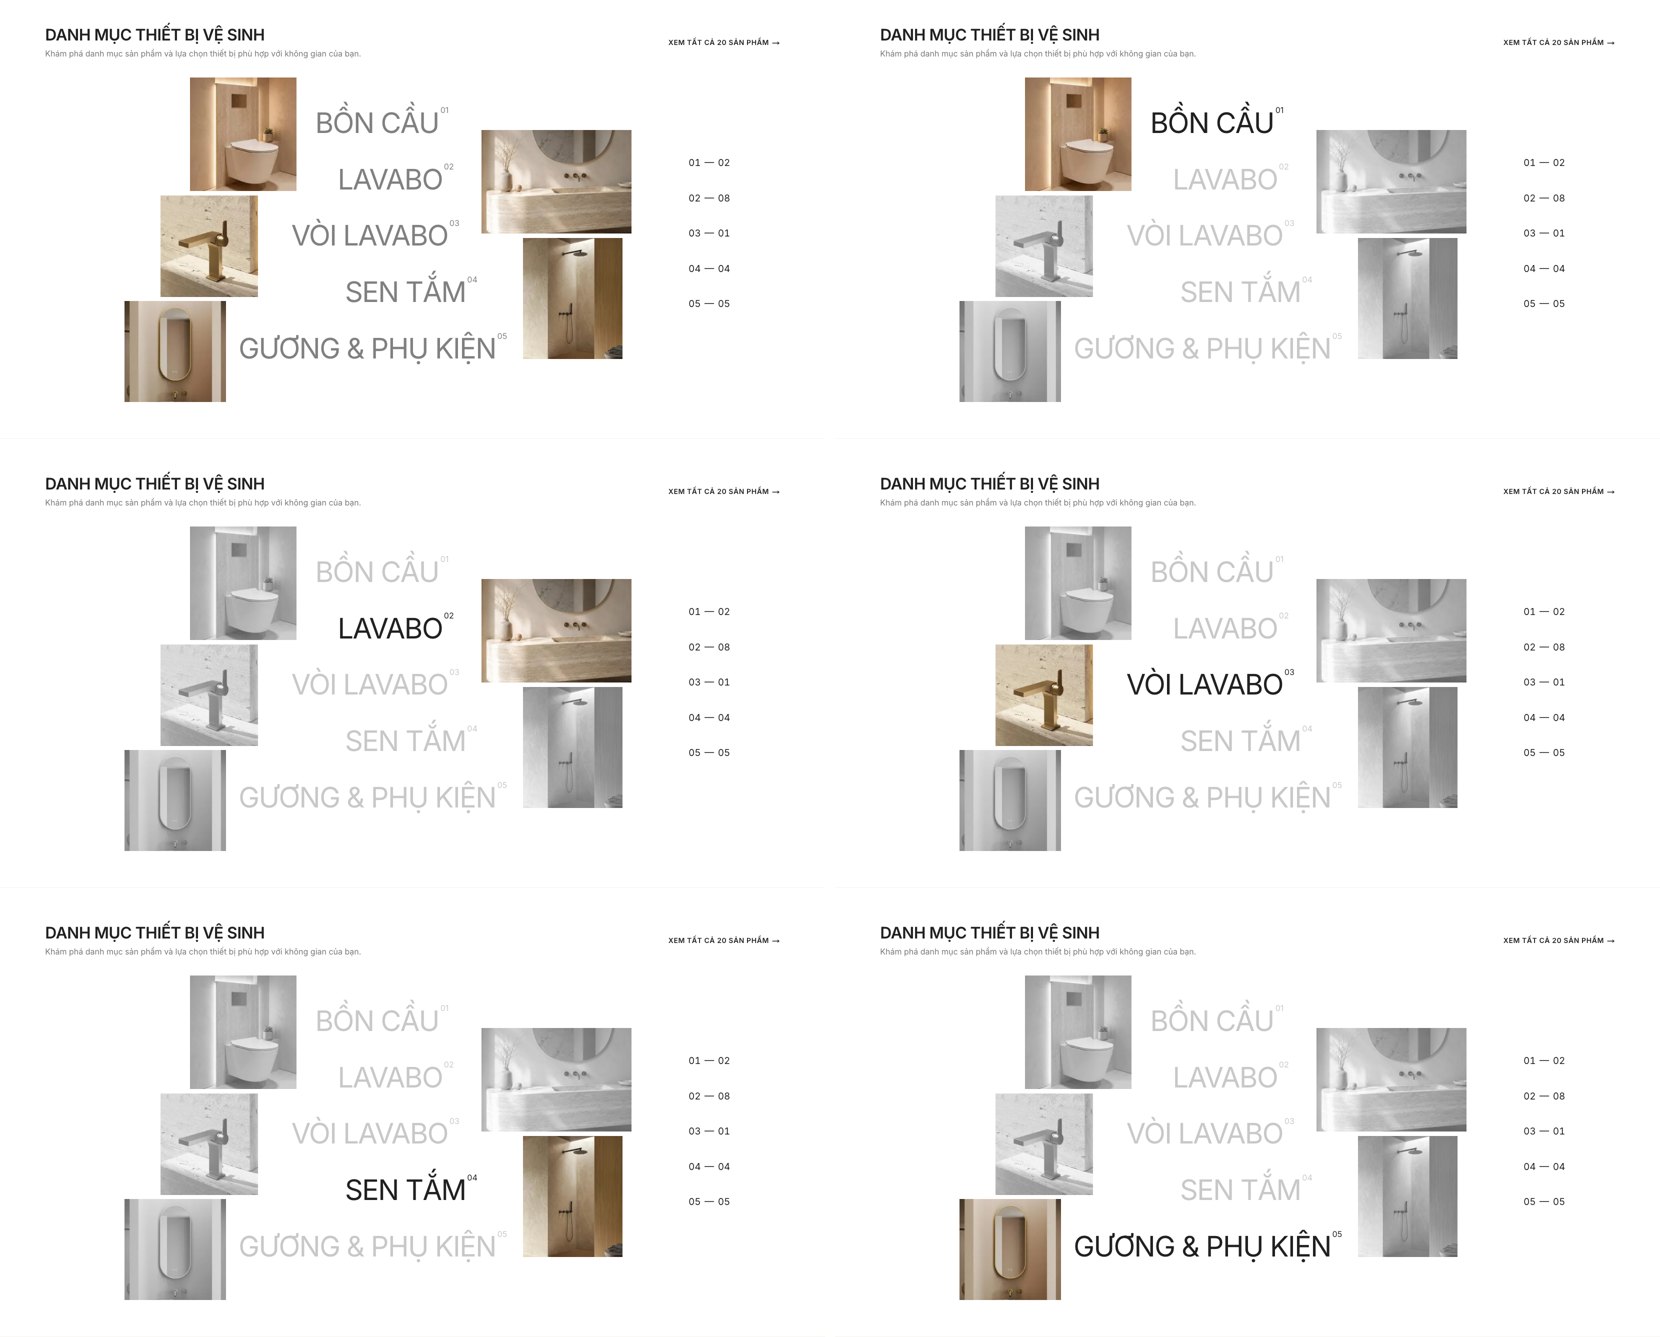 DANH MỤC THIẾT BỊ VỆ SINH
Khám phá danh mục sản phẩm và lựa chọn thiết bị phù hợp với không gian của bạn.
XEM TẤT CẢ 20 SẢN PHẨM →
BỒN CẦU 01
LAVABO 02
VÒI LAVABO 03
SEN TẮM 04
GƯƠNG & PHỤ KIỆN 05
01 — 02
02 — 08
03 — 01
04 — 04
05 — 05
DANH MỤC THIẾT BỊ VỆ SINH
Khám phá danh mục sản phẩm và lựa chọn thiết bị phù hợp với không gian của bạn.
XEM TẤT CẢ 20 SẢN PHẨM →
BỒN CẦU 01
LAVABO 02
VÒI LAVABO 03
SEN TẮM 04
GƯƠNG & PHỤ KIỆN 05
01 — 02
02 — 08
03 — 01
04 — 04
05 — 05
DANH MỤC THIẾT BỊ VỆ SINH
Khám phá danh mục sản phẩm và lựa chọn thiết bị phù hợp với không gian của bạn.
XEM TẤT CẢ 20 SẢN PHẨM →
BỒN CẦU 01
LAVABO 02
VÒI LAVABO 03
SEN TẮM 04
GƯƠNG & PHỤ KIỆN 05
01 — 02
02 — 08
03 — 01
04 — 04
05 — 05
DANH MỤC THIẾT BỊ VỆ SINH
Khám phá danh mục sản phẩm và lựa chọn thiết bị phù hợp với không gian của bạn.
XEM TẤT CẢ 20 SẢN PHẨM →
BỒN CẦU 01
LAVABO 02
VÒI LAVABO 03
SEN TẮM 04
GƯƠNG & PHỤ KIỆN 05
01 — 02
02 — 08
03 — 01
04 — 04
05 — 05
DANH MỤC THIẾT BỊ VỆ SINH
Khám phá danh mục sản phẩm và lựa chọn thiết bị phù hợp với không gian của bạn.
XEM TẤT CẢ 20 SẢN PHẨM →
BỒN CẦU 01
LAVABO 02
VÒI LAVABO 03
SEN TẮM 04
GƯƠNG & PHỤ KIỆN 05
01 — 02
02 — 08
03 — 01
04 — 04
05 — 05
DANH MỤC THIẾT BỊ VỆ SINH
Khám phá danh mục sản phẩm và lựa chọn thiết bị phù hợp với không gian của bạn.
XEM TẤT CẢ 20 SẢN PHẨM →
BỒN CẦU 01
LAVABO 02
VÒI LAVABO 03
SEN TẮM 04
GƯƠNG & PHỤ KIỆN 05
01 — 02
02 — 08
03 — 01
04 — 04
05 — 05